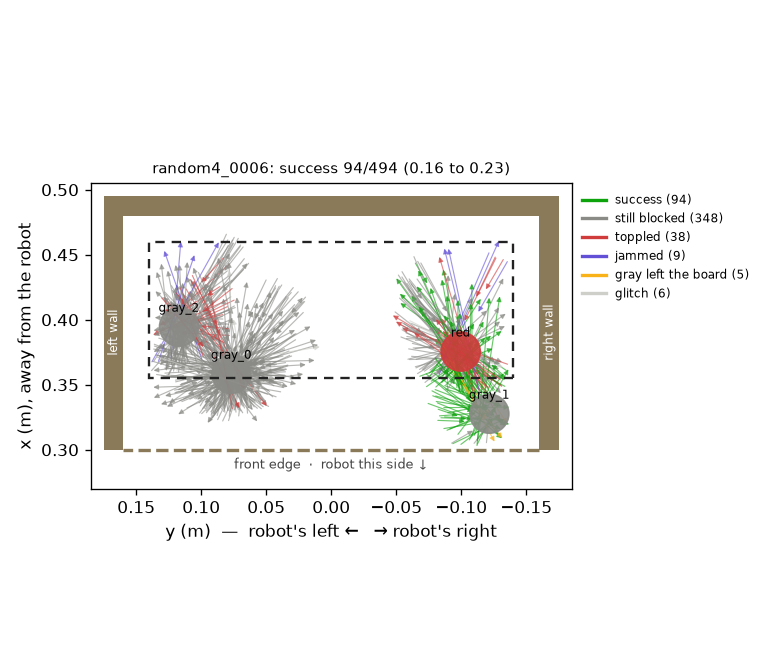 random4_0006: success 94/494 (0.16 to 0.23)
0.50
0.45
0.40
0.35
0.30
x (m), away from the robot
left wall
right wall
gray_2
gray_0
red
gray_1
front edge · robot this side ↓
0.15
0.10
0.05
0.00
−0.05
−0.10
−0.15
y (m) — robot's left ← → robot's right
success (94)
still blocked (348)
toppled (38)
jammed (9)
gray left the board (5)
glitch (6)